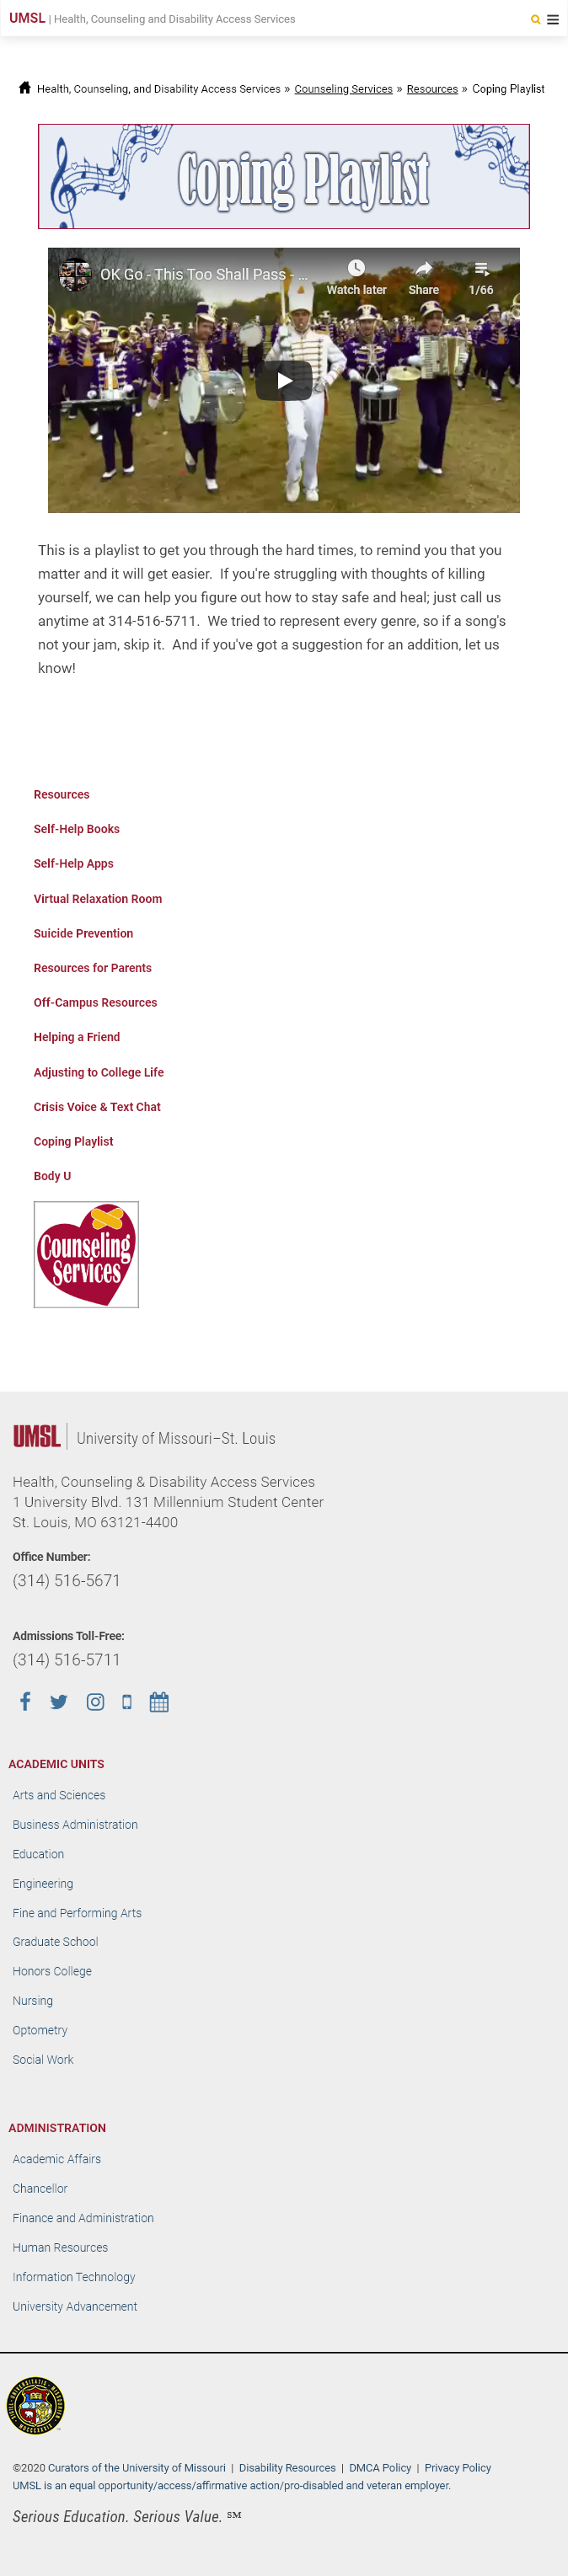 UMSL | Health, Counseling and Disability Access Services
Health, Counseling, and Disability Access Services » Counseling Services » Resources » Coping Playlist
Coping Playlist
OK Go - This Too Shall Pass - ...
Watch later
Share
1/66
This is a playlist to get you through the hard times, to remind you that you
matter and it will get easier.  If you're struggling with thoughts of killing
yourself, we can help you figure out how to stay safe and heal; just call us
anytime at 314-516-5711.  We tried to represent every genre, so if a song's
not your jam, skip it.  And if you've got a suggestion for an addition, let us
know!
Resources
Self-Help Books
Self-Help Apps
Virtual Relaxation Room
Suicide Prevention
Resources for Parents
Off-Campus Resources
Helping a Friend
Adjusting to College Life
Crisis Voice & Text Chat
Coping Playlist
Body U
Counseling
Services
UMSL | University of Missouri–St. Louis
Health, Counseling & Disability Access Services
1 University Blvd. 131 Millennium Student Center
St. Louis, MO 63121-4400
Office Number:
(314) 516-5671
Admissions Toll-Free:
(314) 516-5711
ACADEMIC UNITS
Arts and Sciences
Business Administration
Education
Engineering
Fine and Performing Arts
Graduate School
Honors College
Nursing
Optometry
Social Work
ADMINISTRATION
Academic Affairs
Chancellor
Finance and Administration
Human Resources
Information Technology
University Advancement
©2020 Curators of the University of Missouri | Disability Resources | DMCA Policy | Privacy Policy
UMSL is an equal opportunity/access/affirmative action/pro-disabled and veteran employer.
Serious Education. Serious Value. ℠